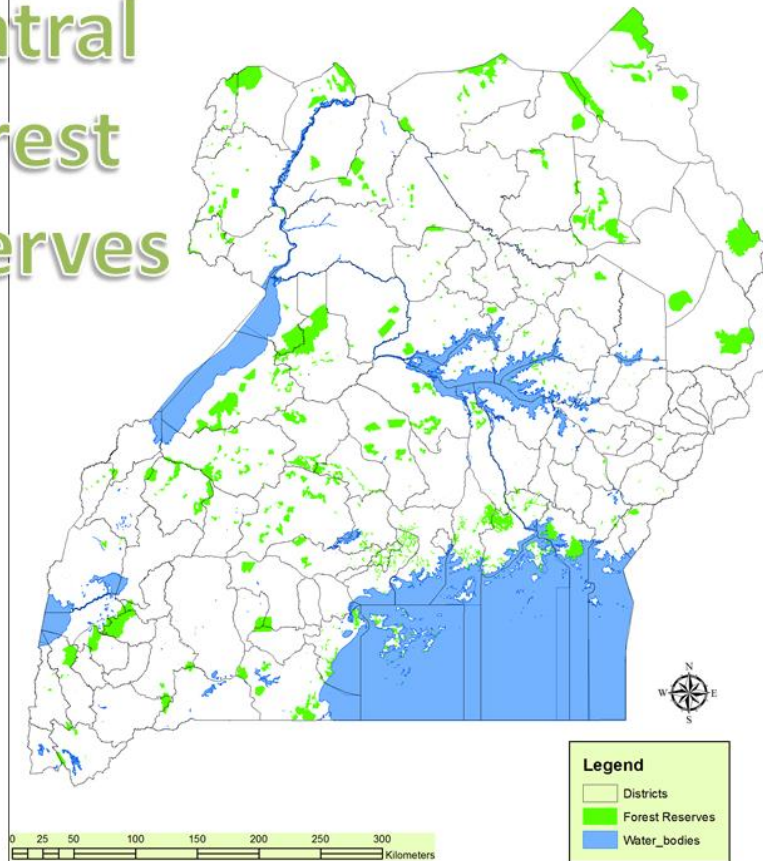 ntral
rest
erves
N
W E
S
Legend
Districts
Forest Reserves
Water_bodies
0 25 50 100 150 200 250 300
Kilometers